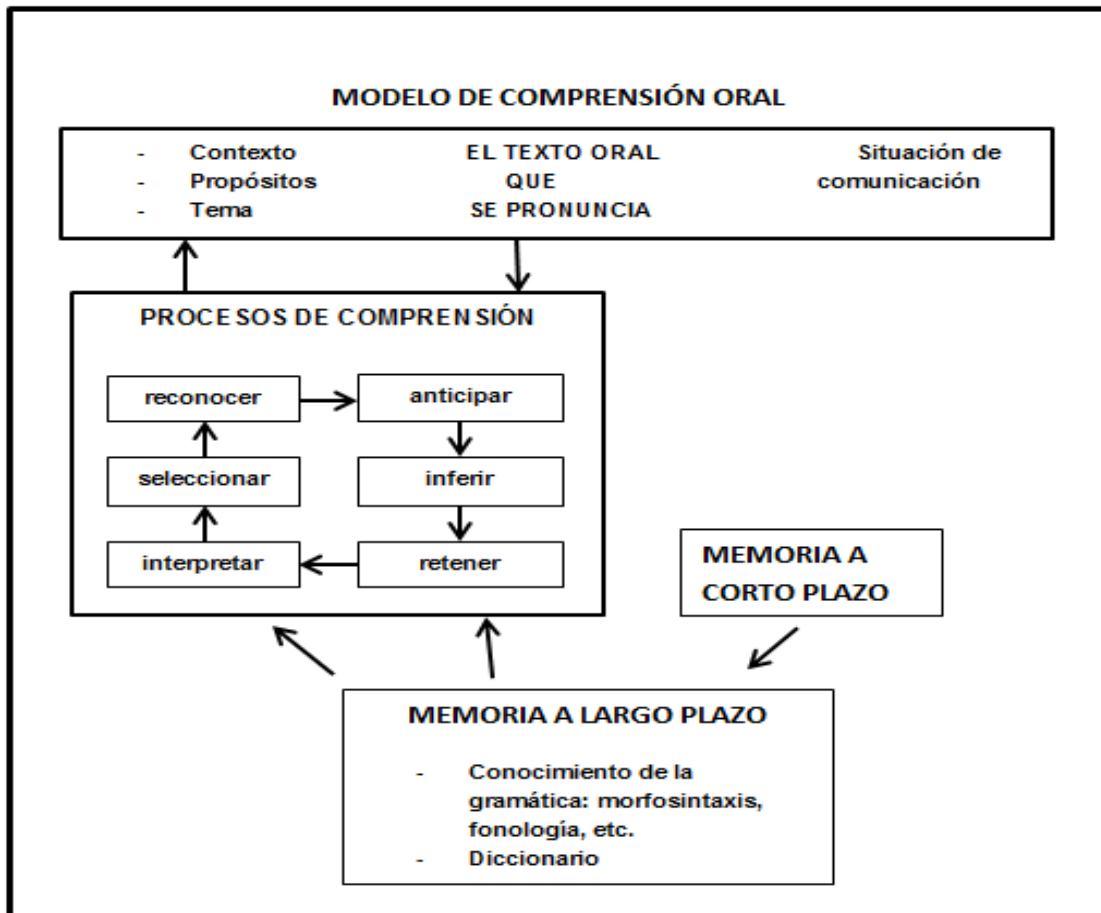 MODELO DE COMPRENSIÓN ORAL
- Contexto EL TEXTO ORAL Situación de
- Propósitos QUE comunicación
- Tema SE PRONUNCIA
PROCESOS DE COMPRENSIÓN
reconocer anticipar
seleccionar inferir
interpretar retener
MEMORIA A
CORTO PLAZO
MEMORIA A LARGO PLAZO
- Conocimiento de la
gramática: morfosintaxis,
fonología, etc.
- Diccionario